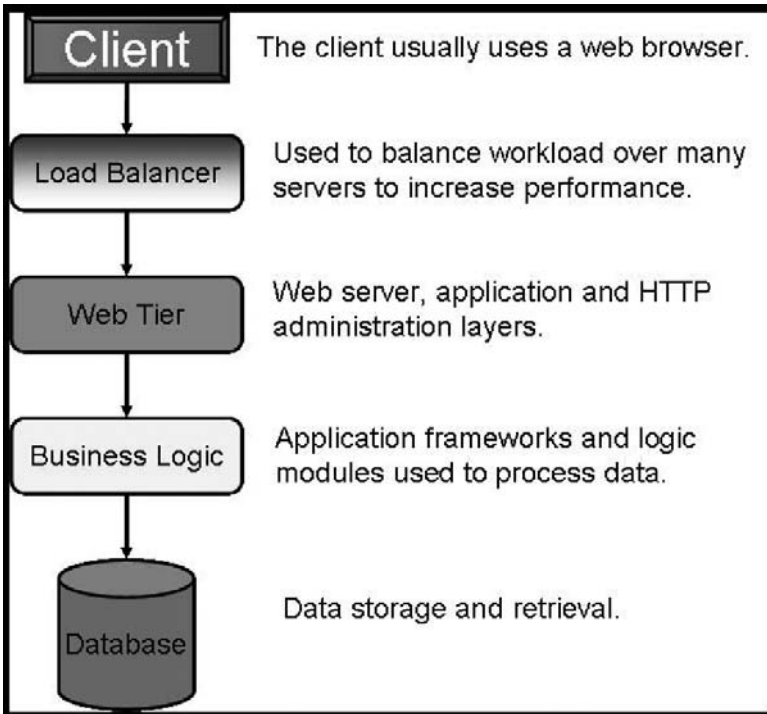 Client
The client usually uses a web browser.
Load Balancer
Used to balance workload over many
servers to increase performance.
Web Tier
Web server, application and HTTP
administration layers.
Business Logic
Application frameworks and logic
modules used to process data.
Database
Data storage and retrieval.